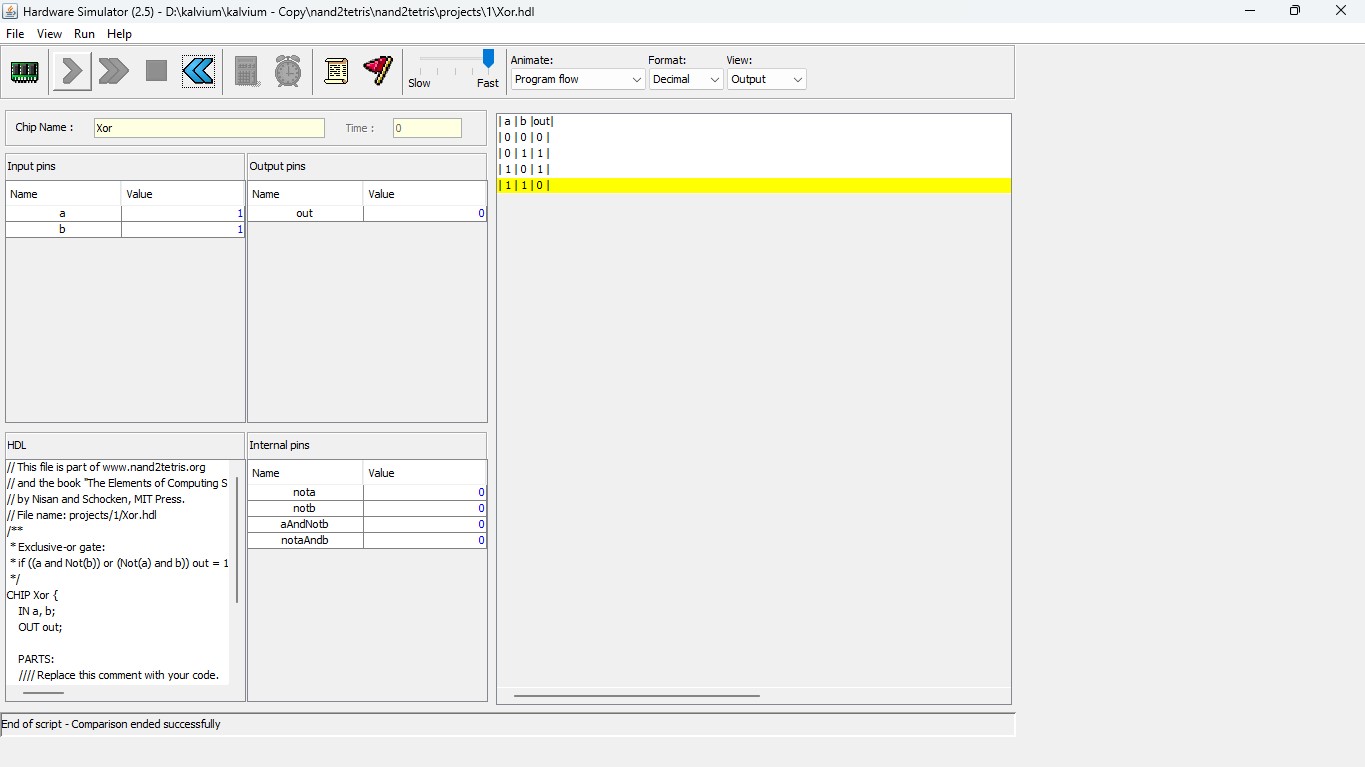 Hardware Simulator (2.5) - D:\kalvium\kalvium - Copy\nand2tetris\nand2tetris\projects\1\Xor.hdl
File View Run Help
Slow Fast
Animate: Format: View:
Program flow Decimal Output
Chip Name : Xor Time : 0
Input pins
Name Value
a 1
b 1
Output pins
Name Value
out 0
HDL
// This file is part of www.nand2tetris.org
// and the book "The Elements of Computing S
// by Nisan and Schocken, MIT Press.
// File name: projects/1/Xor.hdl
/**
* Exclusive-or gate:
* if ((a and Not(b)) or (Not(a) and b)) out = 1
*/
CHIP Xor {
IN a, b;
OUT out;
PARTS:
//// Replace this comment with your code.
Internal pins
Name Value
nota 0
notb 0
aAndNotb 0
notaAndb 0
| a | b |out|
| 0 | 0 | 0 |
| 0 | 1 | 1 |
| 1 | 0 | 1 |
| 1 | 1 | 0 |
End of script - Comparison ended successfully